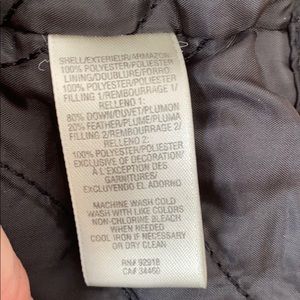 SHELL/EXTERIEUR/ARMAZON
100% POLYESTER/POLIESTER
LINING/DOUBLURE/FORRO
100% POLYESTER/POLIESTER
FILLING 1/REMBOURRAGE 1/
RELLENO 1:
80% DOWN/DUVET/PLUMON
20% FEATHER/PLUME/PLUMA
FILLING 2/REMBOURRAGE 2/
RELLENO 2:
100% POLYESTER/POLIESTER
EXCLUSIVE OF DECORATION/
À L'EXCEPTION DES
GARNITURES/
EXCLUYENDO EL ADORNO
MACHINE WASH COLD
WASH WITH LIKE COLORS
NON-CHLORINE BLEACH
WHEN NEEDED
COOL IRON IF NECESSARY
OR DRY CLEAN
RN# 92918
CA# 34460